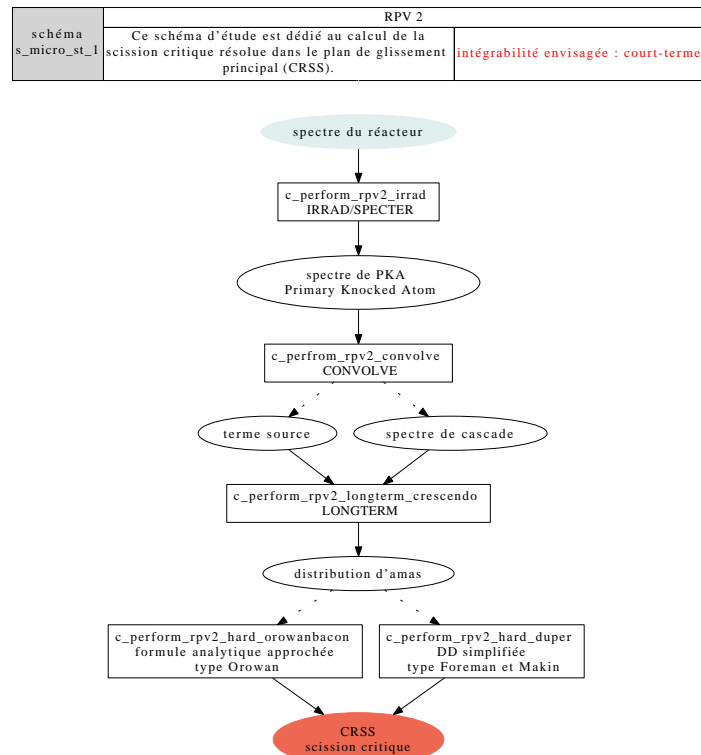 RPV 2
schéma
s_micro_st_1
Ce schéma d'étude est dédié au calcul de la
scission critique résolue dans le plan de glissement
principal (CRSS).
intégrabilité envisagée : court-terme
spectre du réacteur
c_perform_rpv2_irrad
IRRAD/SPECTER
spectre de PKA
Primary Knocked Atom
c_perfrom_rpv2_convolve
CONVOLVE
terme source
spectre de cascade
c_perform_rpv2_longterm_crescendo
LONGTERM
distribution d'amas
c_perform_rpv2_hard_orowanbacon
formule analytique approchée
type Orowan
c_perform_rpv2_hard_duper
DD simplifiée
type Foreman et Makin
CRSS
scission critique